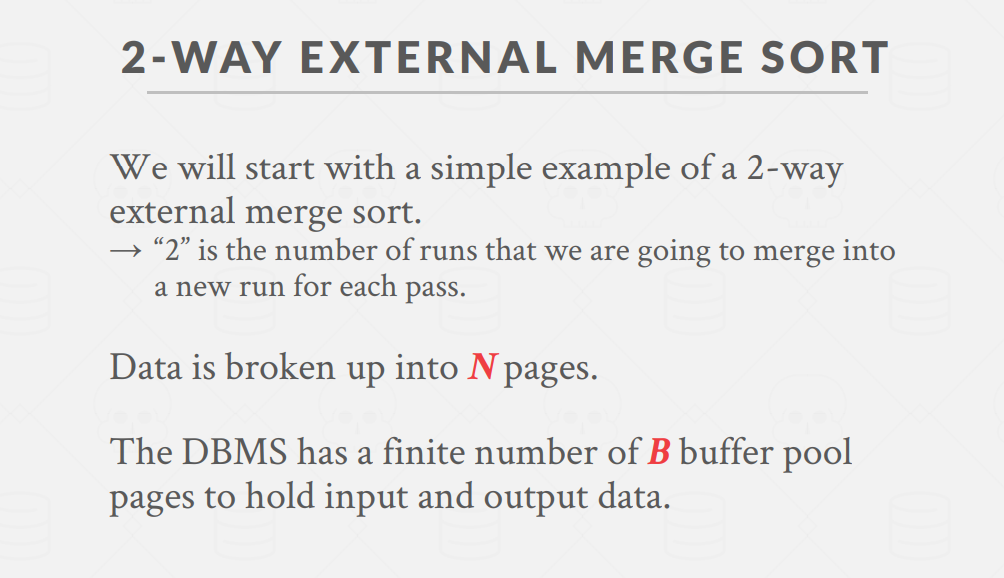 2-WAY EXTERNAL MERGE SORT
We will start with a simple example of a 2-way
external merge sort.
→ “2” is the number of runs that we are going to merge into
a new run for each pass.
Data is broken up into N pages.
The DBMS has a finite number of B buffer pool
pages to hold input and output data.